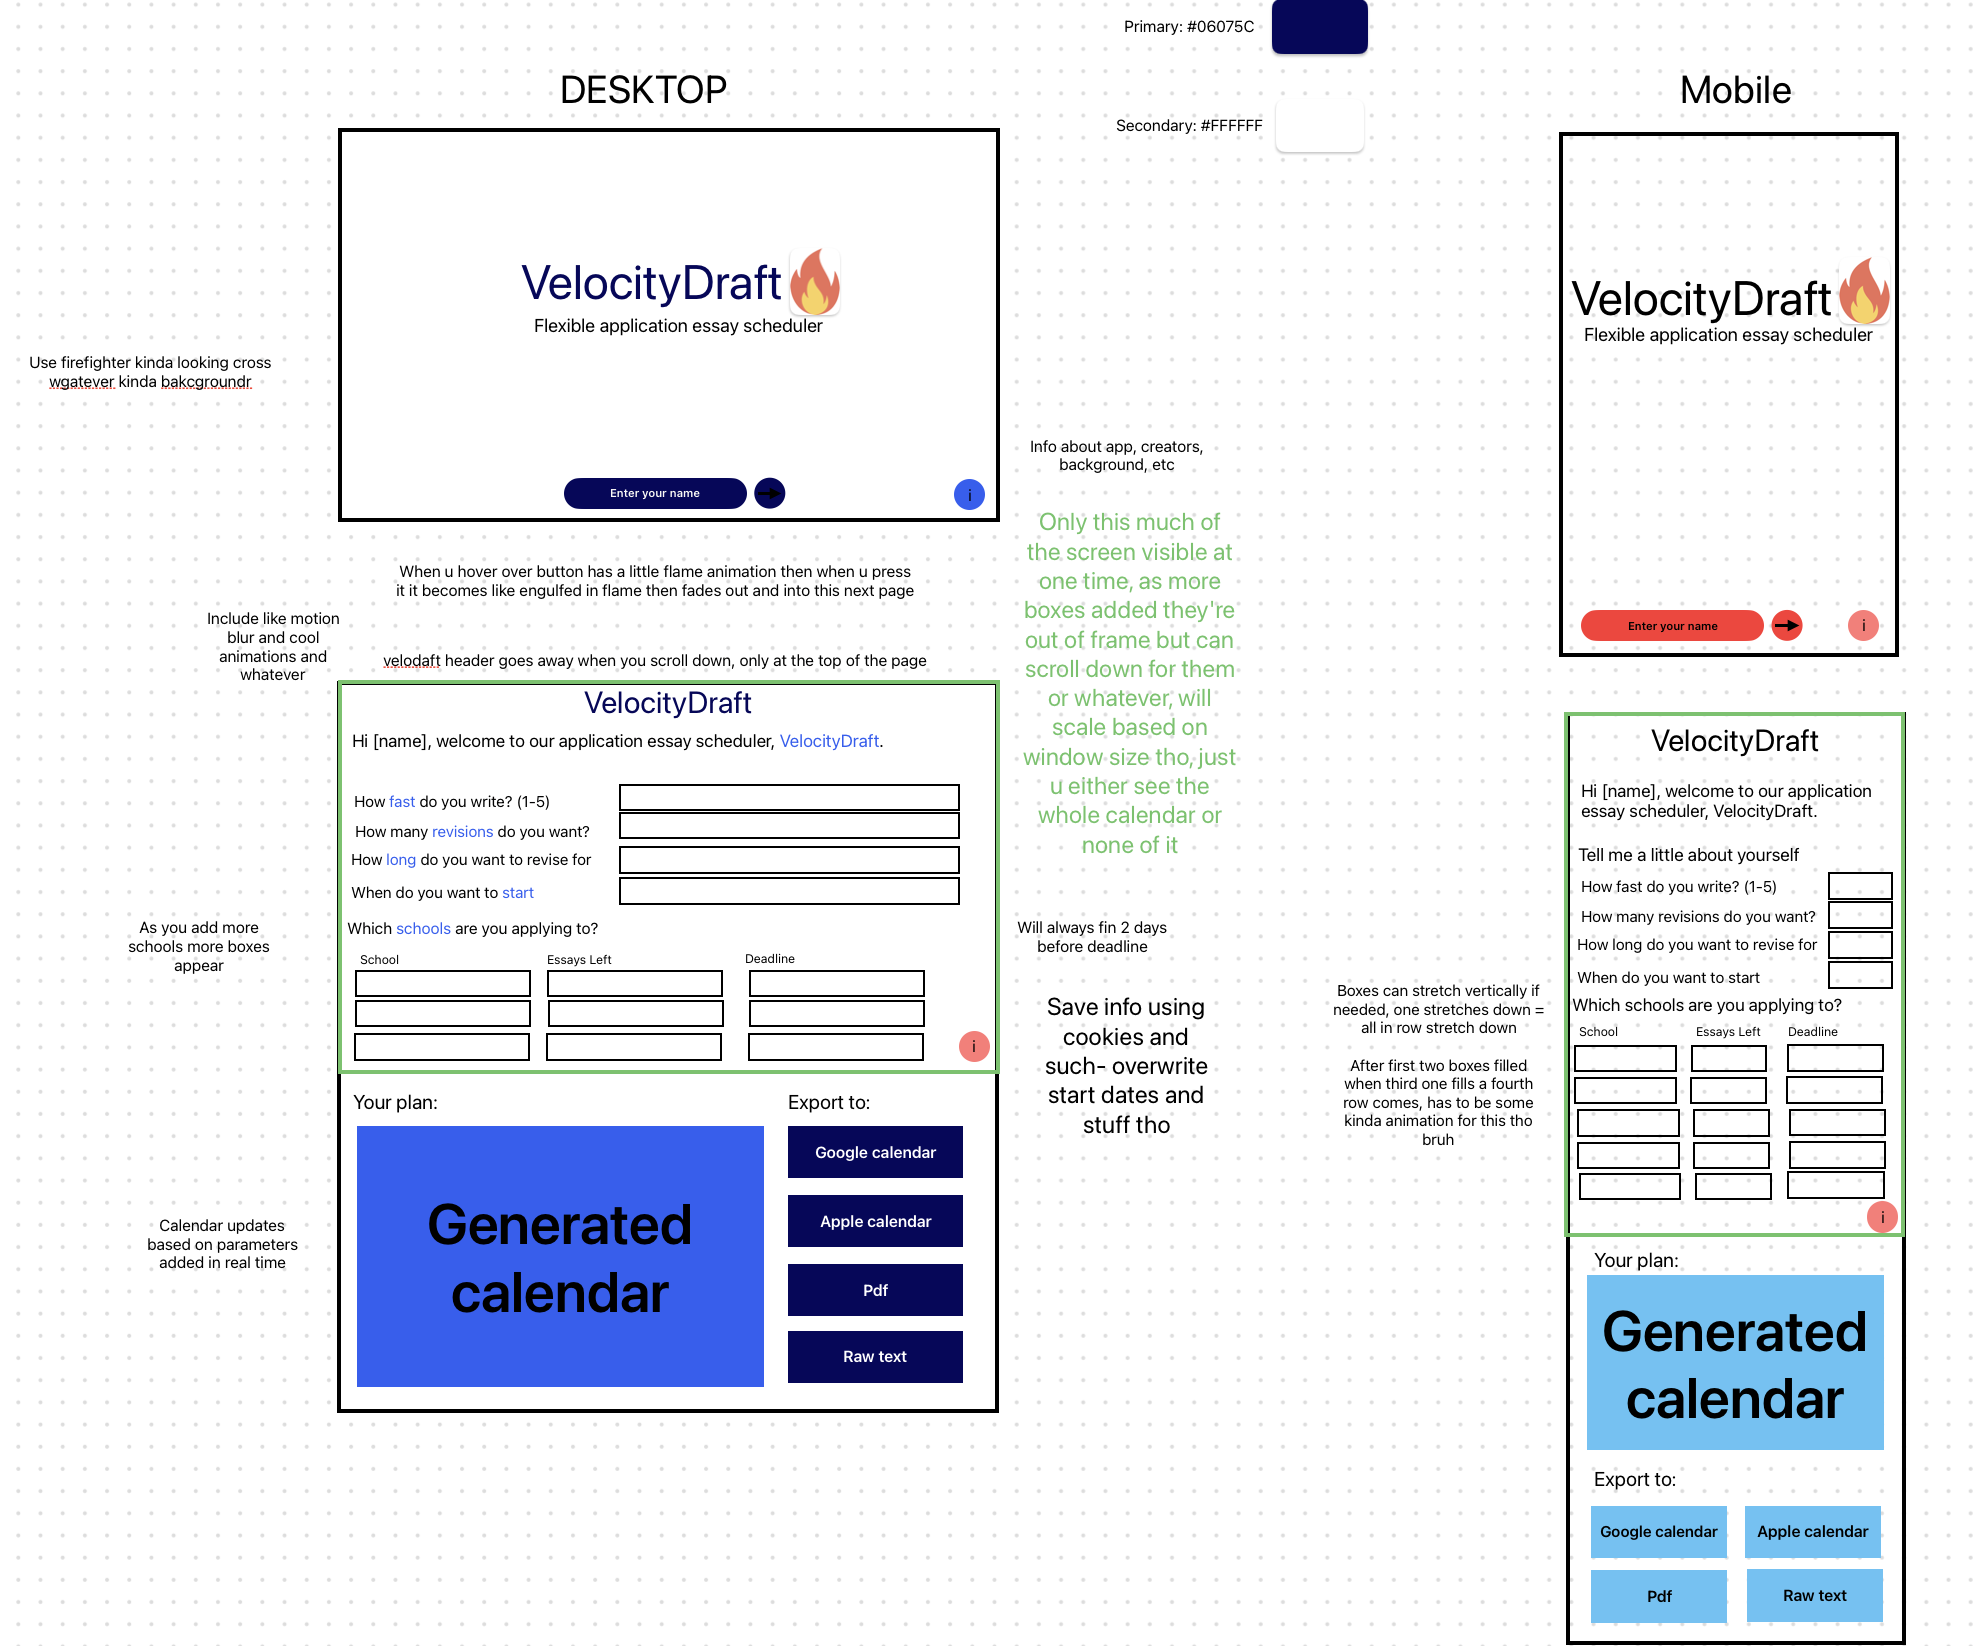 Primary: #06075C
DESKTOP
Mobile
Secondary: #FFFFFF
VelocityDraft
Flexible application essay scheduler
Enter your name
i
Use firefighter kinda looking cross
wgatever kinda bakcgroundr
Info about app, creators,
background, etc
When u hover over button has a little flame animation then when u press
it it becomes like engulfed in flame then fades out and into this next page
Include like motion
blur and cool
animations and
whatever
velodaft header goes away when you scroll down, only at the top of the page
Only this much of
the screen visible at
one time, as more
boxes added they're
out of frame but can
scroll down for them
or whatever, will
scale based on
window size tho, just
u either see the
whole calendar or
none of it
VelocityDraft
Hi [name], welcome to our application essay scheduler, VelocityDraft.
How fast do you write? (1-5)
How many revisions do you want?
How long do you want to revise for
When do you want to start
Which schools are you applying to?
School Essays Left Deadline
i
As you add more
schools more boxes
appear
Will always fin 2 days
before deadline
Save info using
cookies and
such- overwrite
start dates and
stuff tho
Your plan:
Generated
calendar
Export to:
Google calendar
Apple calendar
Pdf
Raw text
Calendar updates
based on parameters
added in real time
VelocityDraft
Flexible application essay scheduler
Enter your name
i
VelocityDraft
Hi [name], welcome to our application
essay scheduler, VelocityDraft.
Tell me a little about yourself
How fast do you write? (1-5)
How many revisions do you want?
How long do you want to revise for
When do you want to start
Which schools are you applying to?
School Essays Left Deadline
i
Boxes can stretch vertically if
needed, one stretches down =
all in row stretch down
After first two boxes filled
when third one fills a fourth
row comes, has to be some
kinda animation for this tho
bruh
Your plan:
Generated
calendar
Export to:
Google calendar
Apple calendar
Pdf
Raw text